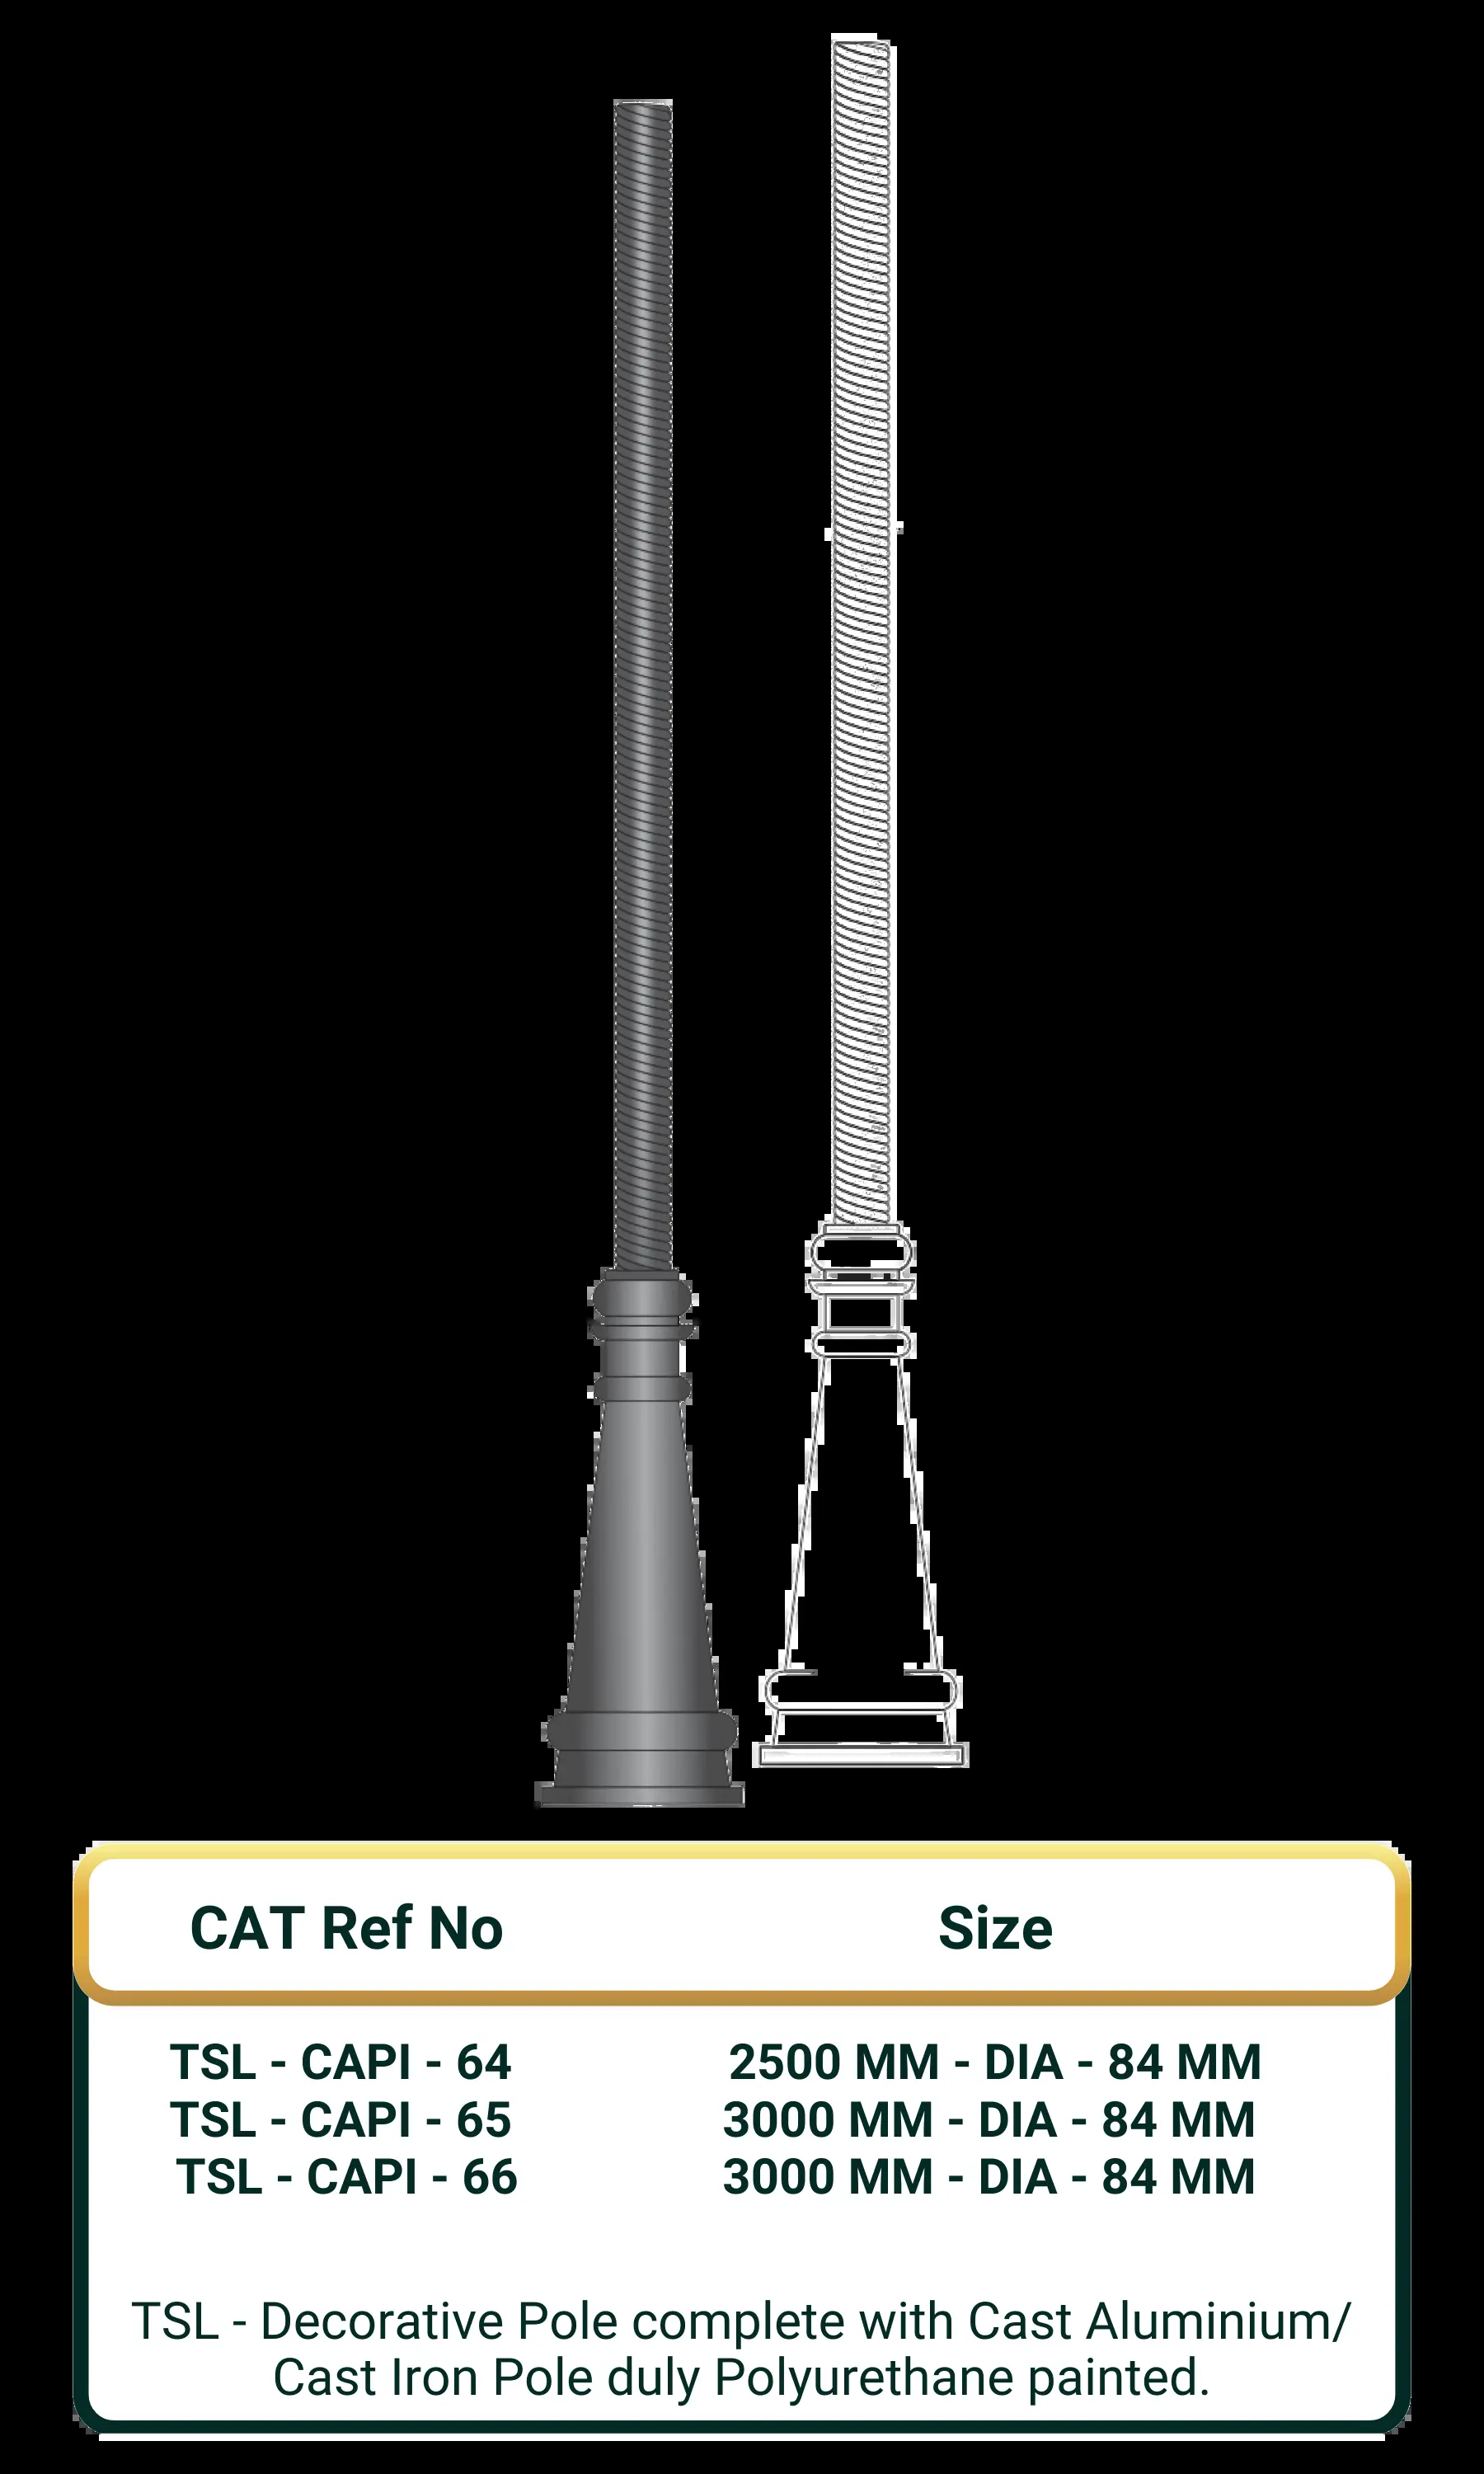 CAT Ref No Size
TSL - CAPI - 64 2500 MM - DIA - 84 MM
TSL - CAPI - 65 3000 MM - DIA - 84 MM
TSL - CAPI - 66 3000 MM - DIA - 84 MM
TSL - Decorative Pole complete with Cast Aluminium/
Cast Iron Pole duly Polyurethane painted.